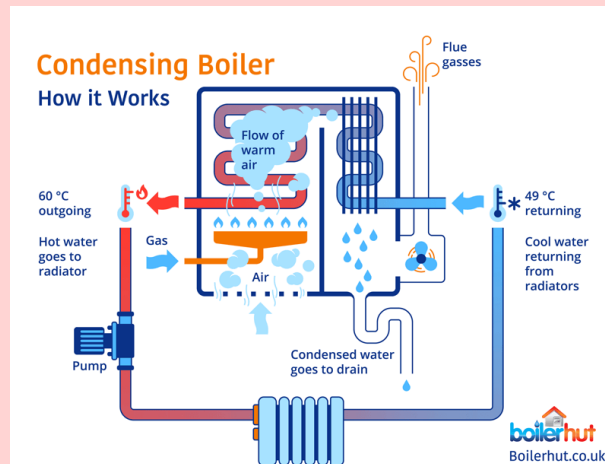 Condensing Boiler
How it Works
Flue
gasses
Flow of
warm
air
60 °C
outgoing
Hot water
goes to
radiator
Gas
Air
49 °C
returning
Cool water
returning
from
radiators
Pump
Condensed water
goes to drain
boilerhut
Boilerhut.co.uk